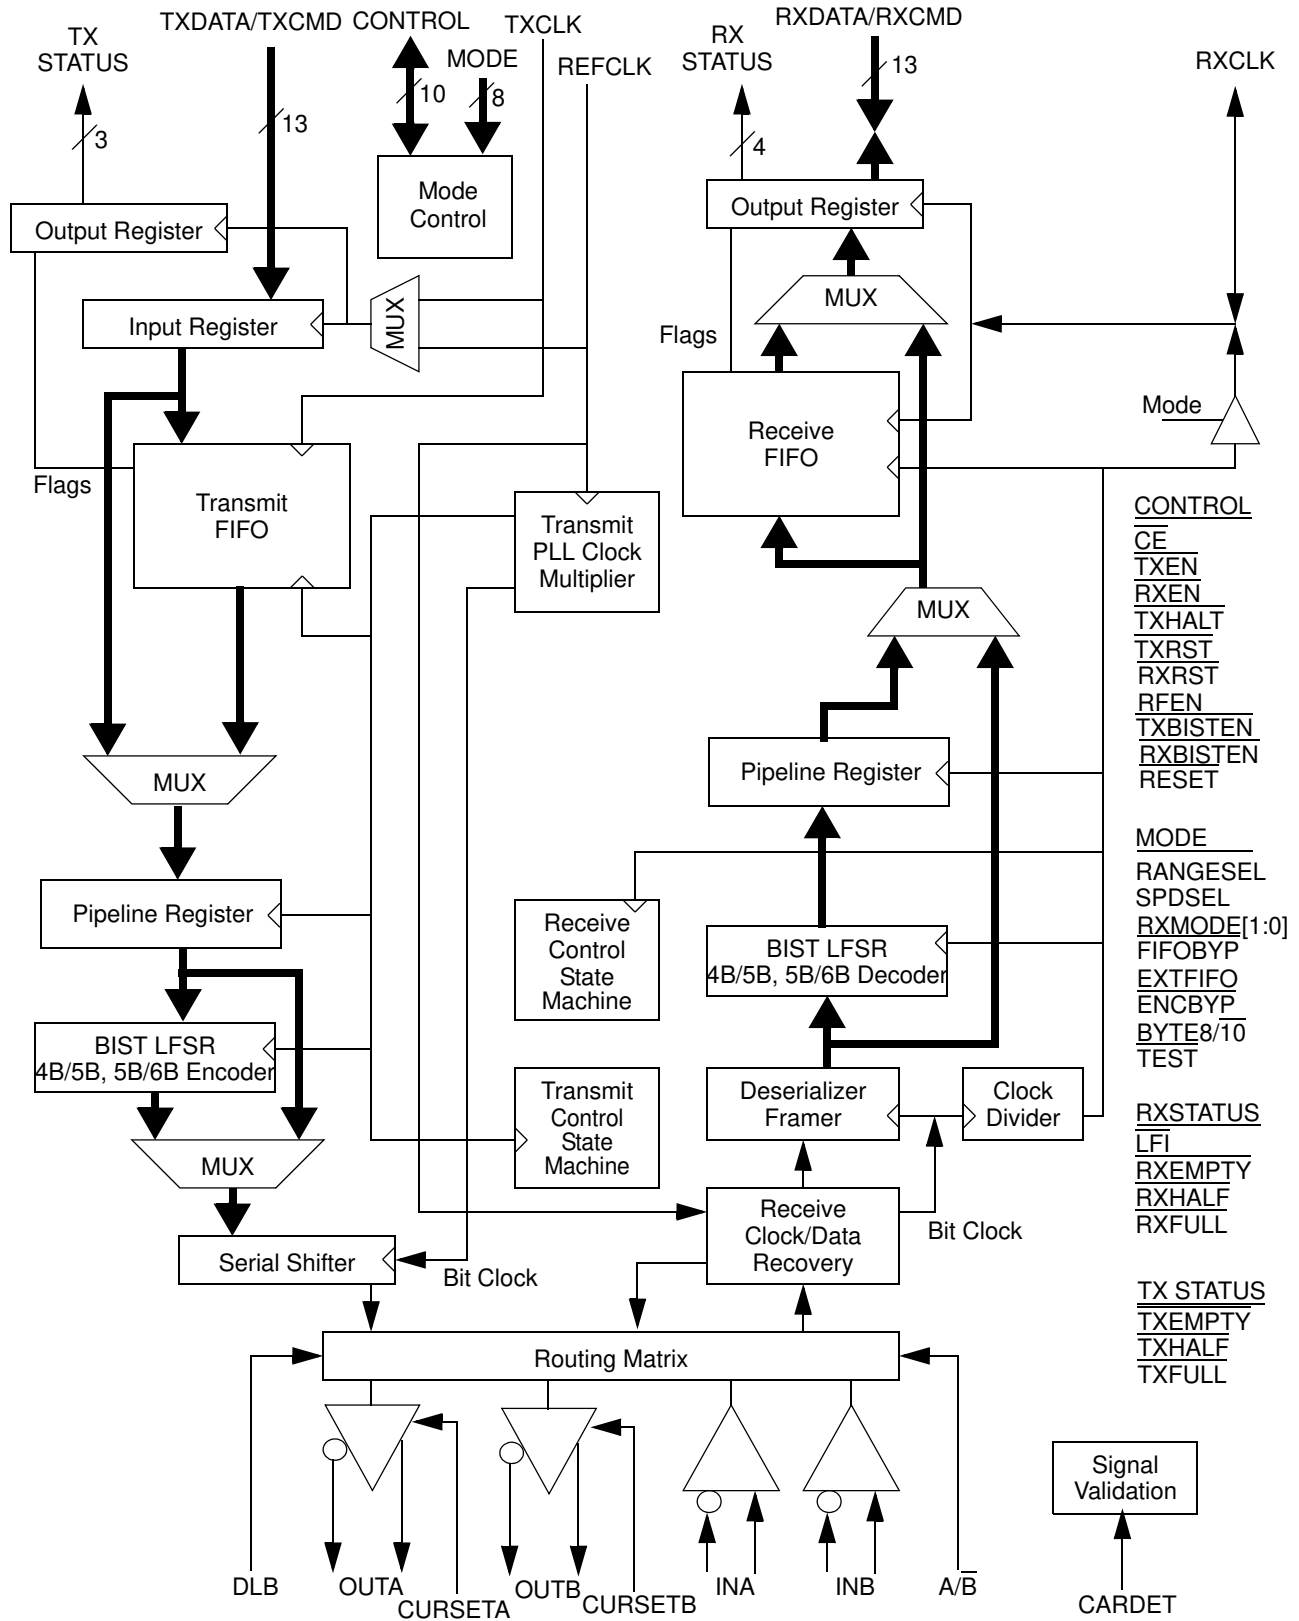 TX
STATUS
TXDATA/TXCMD
CONTROL
TXCLK
MODE
REFCLK
RX
STATUS
RXDATA/RXCMD
RXCLK
3
13
10
8
4
13
Mode
Control
Output Register
Output Register
Input Register
MUX
MUX
Flags
Receive
FIFO
Mode
Flags
Transmit
FIFO
Transmit
PLL Clock
Multiplier
MUX
MUX
Pipeline Register
Pipeline Register
Receive
Control
State
Machine
BIST LFSR
4B/5B, 5B/6B Decoder
BIST LFSR
4B/5B, 5B/6B Encoder
Transmit
Control
State
Machine
Deserializer
Framer
Clock
Divider
MUX
Receive
Clock/Data
Recovery
Bit Clock
Serial Shifter
Bit Clock
Routing Matrix
DLB
OUTA
CURSETA
OUTB
CURSETB
INA
INB
A/B̅
Signal
Validation
CARDET
CONTROL
CE
TXEN
RXEN
TXHALT
TXRST
RXRST
RFEN
TXBISTEN
RXBISTEN
RESET
MODE
RANGESEL
SPDSEL
RXMODE[1:0]
FIFOBYP
EXTFIFO
ENCBYP
BYTE8/10
TEST
RXSTATUS
LFI
RXEMPTY
RXHALF
RXFULL
TX STATUS
TXEMPTY
TXHALF
TXFULL